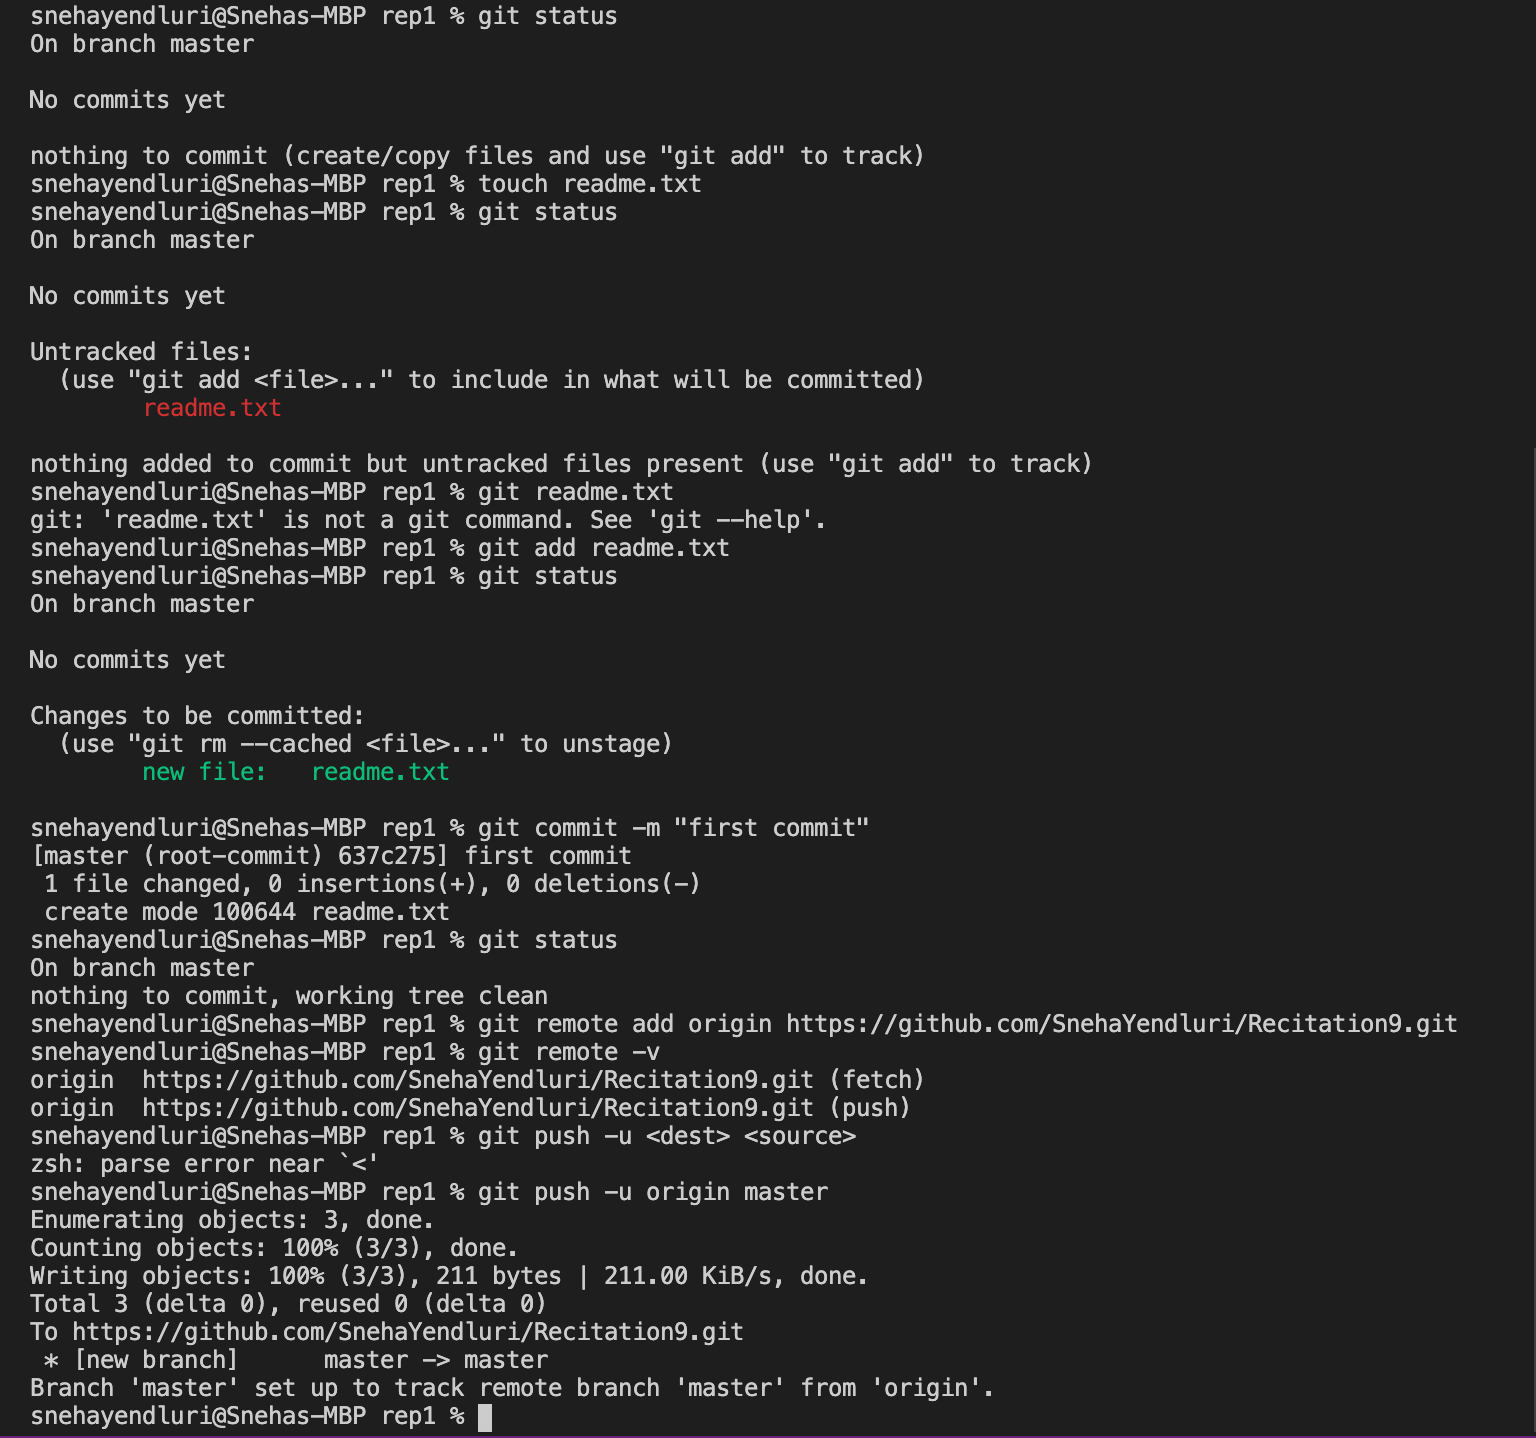 snehayendluri@Snehas-MBP rep1 % git status
On branch master
No commits yet
nothing to commit (create/copy files and use "git add" to track)
snehayendluri@Snehas-MBP rep1 % touch readme.txt
snehayendluri@Snehas-MBP rep1 % git status
On branch master
No commits yet
Untracked files:
  (use "git add <file>..." to include in what will be committed)
        readme.txt
nothing added to commit but untracked files present (use "git add" to track)
snehayendluri@Snehas-MBP rep1 % git readme.txt
git: 'readme.txt' is not a git command. See 'git --help'.
snehayendluri@Snehas-MBP rep1 % git add readme.txt
snehayendluri@Snehas-MBP rep1 % git status
On branch master
No commits yet
Changes to be committed:
  (use "git rm --cached <file>..." to unstage)
        new file:   readme.txt
snehayendluri@Snehas-MBP rep1 % git commit -m "first commit"
[master (root-commit) 637c275] first commit
 1 file changed, 0 insertions(+), 0 deletions(-)
 create mode 100644 readme.txt
snehayendluri@Snehas-MBP rep1 % git status
On branch master
nothing to commit, working tree clean
snehayendluri@Snehas-MBP rep1 % git remote add origin https://github.com/SnehaYendluri/Recitation9.git
snehayendluri@Snehas-MBP rep1 % git remote -v
origin  https://github.com/SnehaYendluri/Recitation9.git (fetch)
origin  https://github.com/SnehaYendluri/Recitation9.git (push)
snehayendluri@Snehas-MBP rep1 % git push -u <dest> <source>
zsh: parse error near `<'
snehayendluri@Snehas-MBP rep1 % git push -u origin master
Enumerating objects: 3, done.
Counting objects: 100% (3/3), done.
Writing objects: 100% (3/3), 211 bytes | 211.00 KiB/s, done.
Total 3 (delta 0), reused 0 (delta 0)
To https://github.com/SnehaYendluri/Recitation9.git
 * [new branch]      master -> master
Branch 'master' set up to track remote branch 'master' from 'origin'.
snehayendluri@Snehas-MBP rep1 %